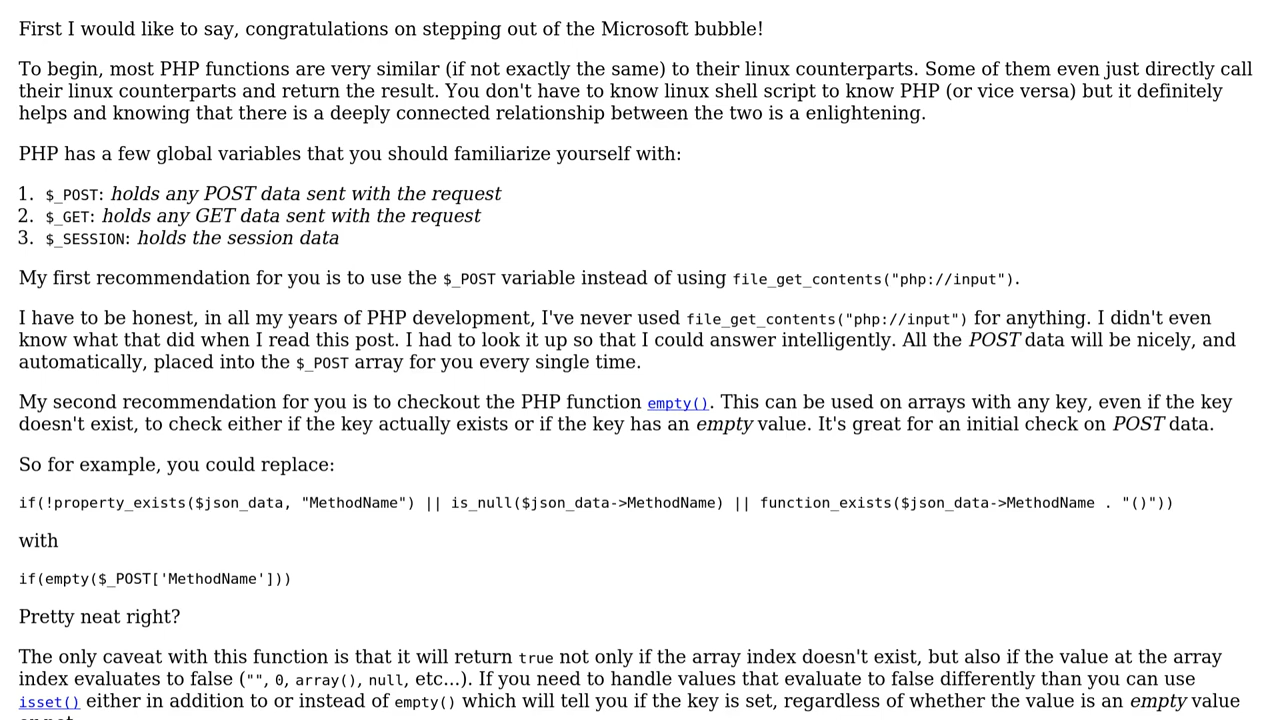 First I would like to say, congratulations on stepping out of the Microsoft bubble!
To begin, most PHP functions are very similar (if not exactly the same) to their linux counterparts. Some of them even just directly call
their linux counterparts and return the result. You don't have to know linux shell script to know PHP (or vice versa) but it definitely
helps and knowing that there is a deeply connected relationship between the two is a enlightening.
PHP has a few global variables that you should familiarize yourself with:
1. $_POST: holds any POST data sent with the request
2. $_GET: holds any GET data sent with the request
3. $_SESSION: holds the session data
My first recommendation for you is to use the $_POST variable instead of using file_get_contents("php://input").
I have to be honest, in all my years of PHP development, I've never used file_get_contents("php://input") for anything. I didn't even
know what that did when I read this post. I had to look it up so that I could answer intelligently. All the POST data will be nicely, and
automatically, placed into the $_POST array for you every single time.
My second recommendation for you is to checkout the PHP function empty(). This can be used on arrays with any key, even if the key
doesn't exist, to check either if the key actually exists or if the key has an empty value. It's great for an initial check on POST data.
So for example, you could replace:
if(!property_exists($json_data, "MethodName") || is_null($json_data->MethodName) || function_exists($json_data->MethodName . "()"))
with
if(empty($_POST['MethodName']))
Pretty neat right?
The only caveat with this function is that it will return true not only if the array index doesn't exist, but also if the value at the array
index evaluates to false ("", 0, array(), null, etc...). If you need to handle values that evaluate to false differently than you can use
isset() either in addition to or instead of empty() which will tell you if the key is set, regardless of whether the value is an empty value